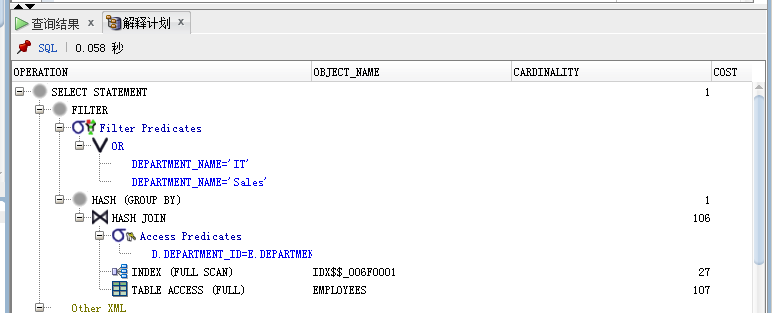 查询结果 x 解释计划 x
SQL | 0.058 秒
OPERATION OBJECT_NAME CARDINALITY COST
SELECT STATEMENT 1
FILTER
Filter Predicates
OR
DEPARTMENT_NAME='IT'
DEPARTMENT_NAME='Sales'
HASH (GROUP BY) 1
HASH JOIN 106
Access Predicates
D.DEPARTMENT_ID=E.DEPARTMEN
INDEX (FULL SCAN) IDX$$_006F0001 27
TABLE ACCESS (FULL) EMPLOYEES 107
Other XML